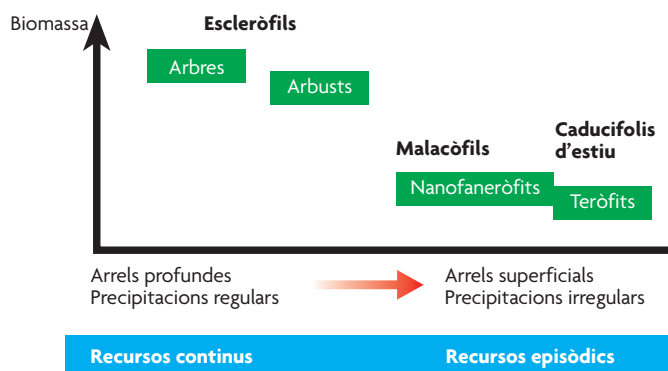 Biomassa
Escleròfils
Arbres
Arbusts
Malacòfils
Caducifolis
d'estiu
Nanofaneròfits
Teròfits
Arrels profundes
Precipitacions regulars
Arrels superficials
Precipitacions irregulars
Recursos continus
Recursos episòdics